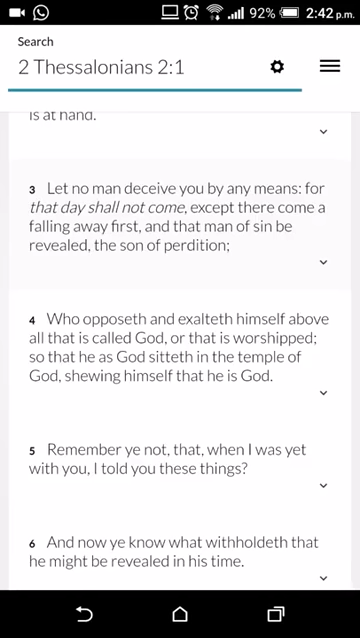 92% 2:42 p.m.
Search
2 Thessalonians 2:1
is at hand.
3 Let no man deceive you by any means: for
that day shall not come, except there come a
falling away first, and that man of sin be
revealed, the son of perdition;
4 Who opposeth and exalteth himself above
all that is called God, or that is worshipped;
so that he as God sitteth in the temple of
God, shewing himself that he is God.
5 Remember ye not, that, when I was yet
with you, I told you these things?
6 And now ye know what withholdeth that
he might be revealed in his time.